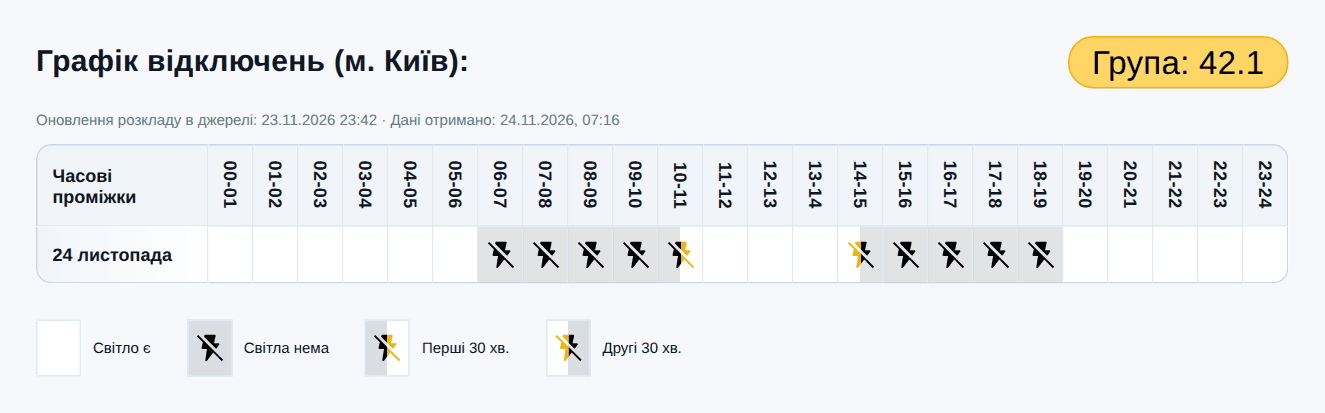 Графік відключень (м. Київ):
Група: 42.1
Оновлення розкладу в джерелі: 23.11.2026 23:42 · Дані отримано: 24.11.2026, 07:16
Часові
проміжки
00-01
01-02
02-03
03-04
04-05
05-06
06-07
07-08
08-09
09-10
10-11
11-12
12-13
13-14
14-15
15-16
16-17
17-18
18-19
19-20
20-21
21-22
22-23
23-24
24 листопада
Світло є
Світла нема
Перші 30 хв.
Другі 30 хв.